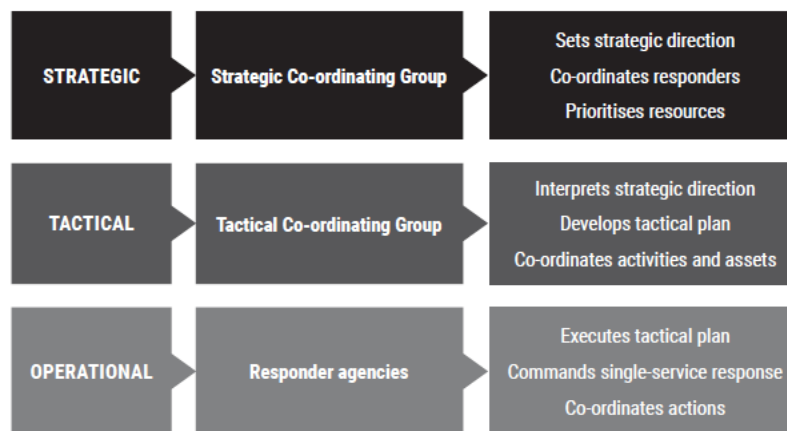 STRATEGIC
Strategic Co-ordinating Group
Sets strategic direction
Co-ordinates responders
Prioritises resources
TACTICAL
Tactical Co-ordinating Group
Interprets strategic direction
Develops tactical plan
Co-ordinates activities and assets
OPERATIONAL
Responder agencies
Executes tactical plan
Commands single-service response
Co-ordinates actions